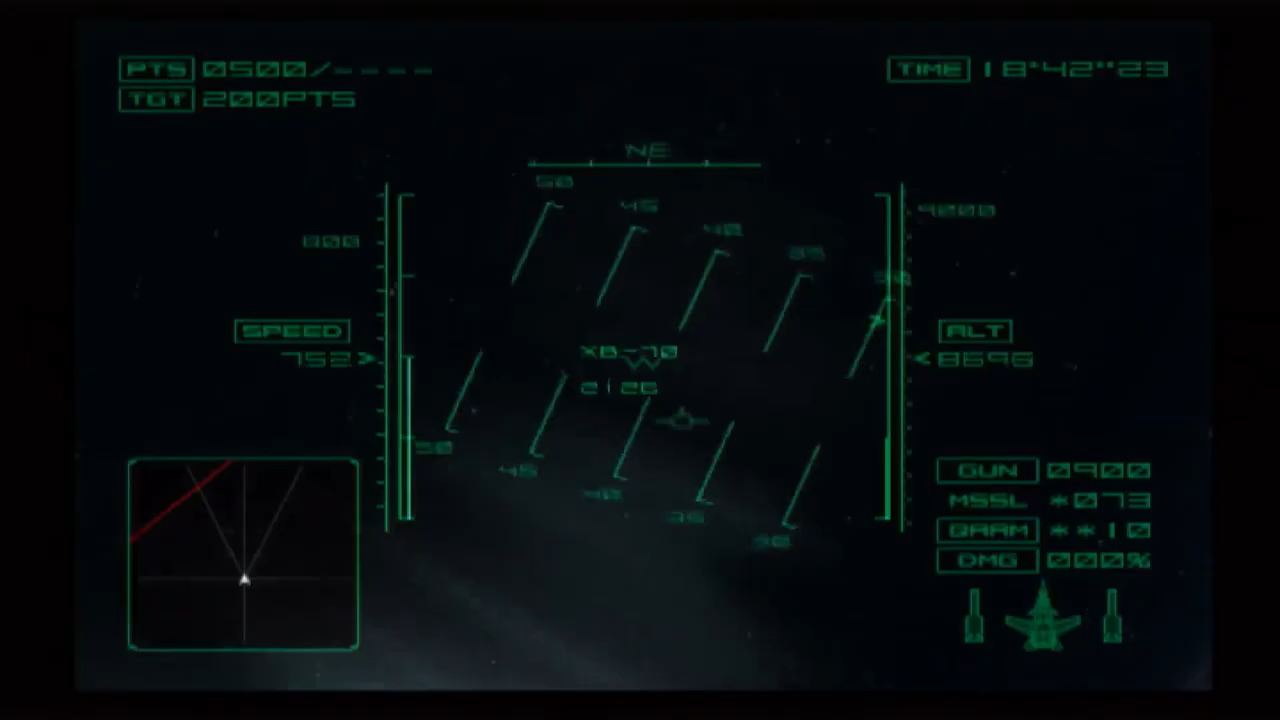 PTS 0500/----
TIME 18"42"23
TGT 200PTS
NE
50
45
40
35
4000
800
XB-70
SPEED
752>
ALT
<8696
2126
50
45
40
35
30
GUN 0900
MSSL *073
QAAM **10
DMG 000%